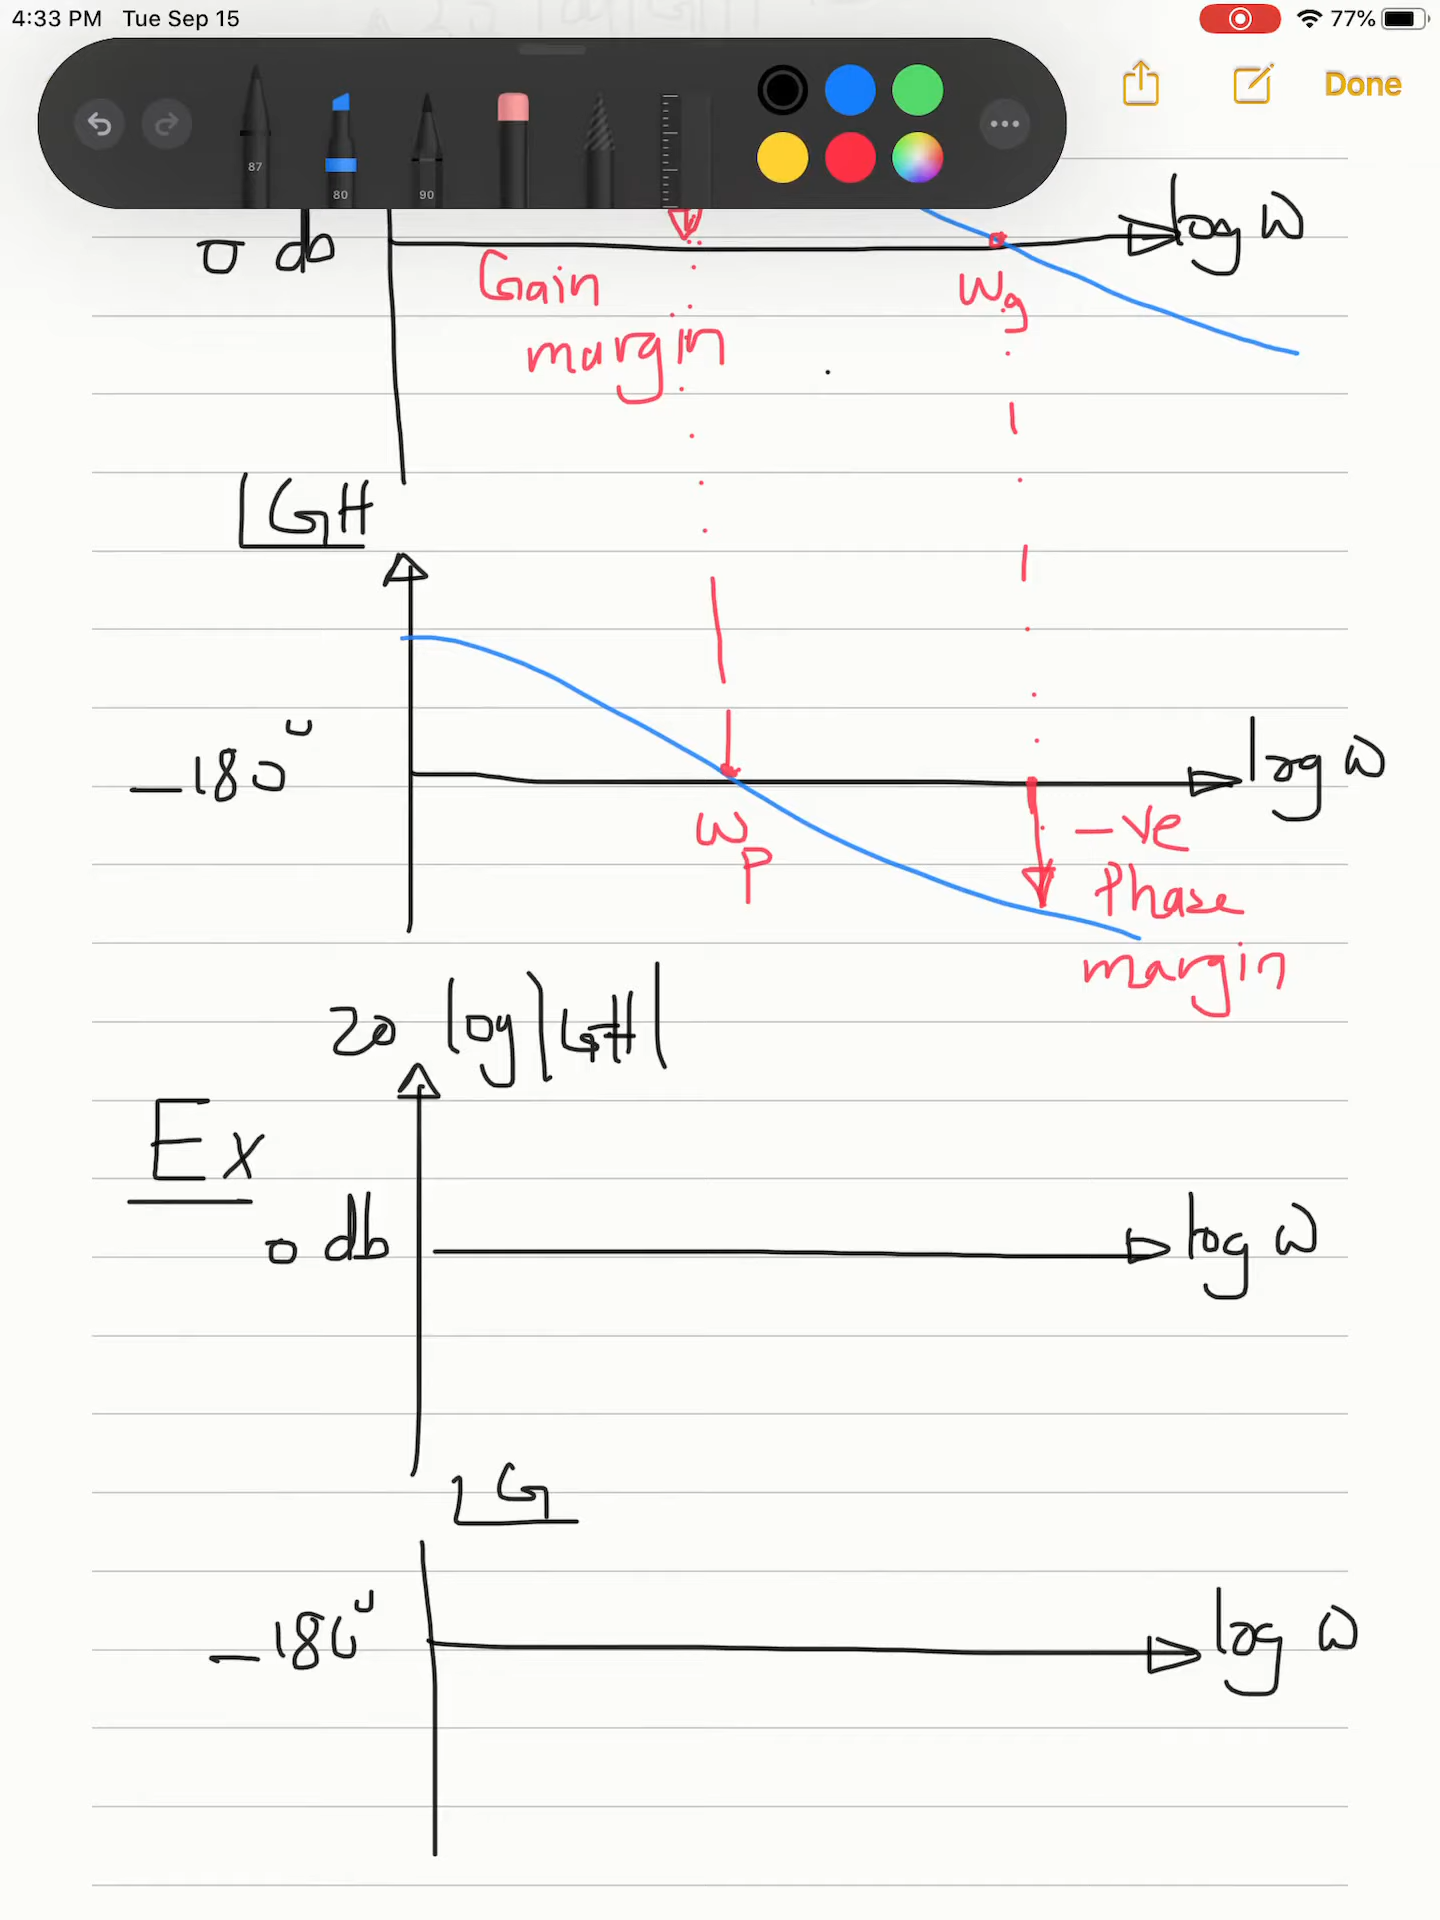 4:33 PM Tue Sep 15
77%
Done
87
80
90
0 db
log ω
Gain
margin
ωg
∠GH
-180°
log ω
ωp
-ve
Phase
margin
20 log|GH|
Ex
0 db
log ω
∠G
-180°
log ω